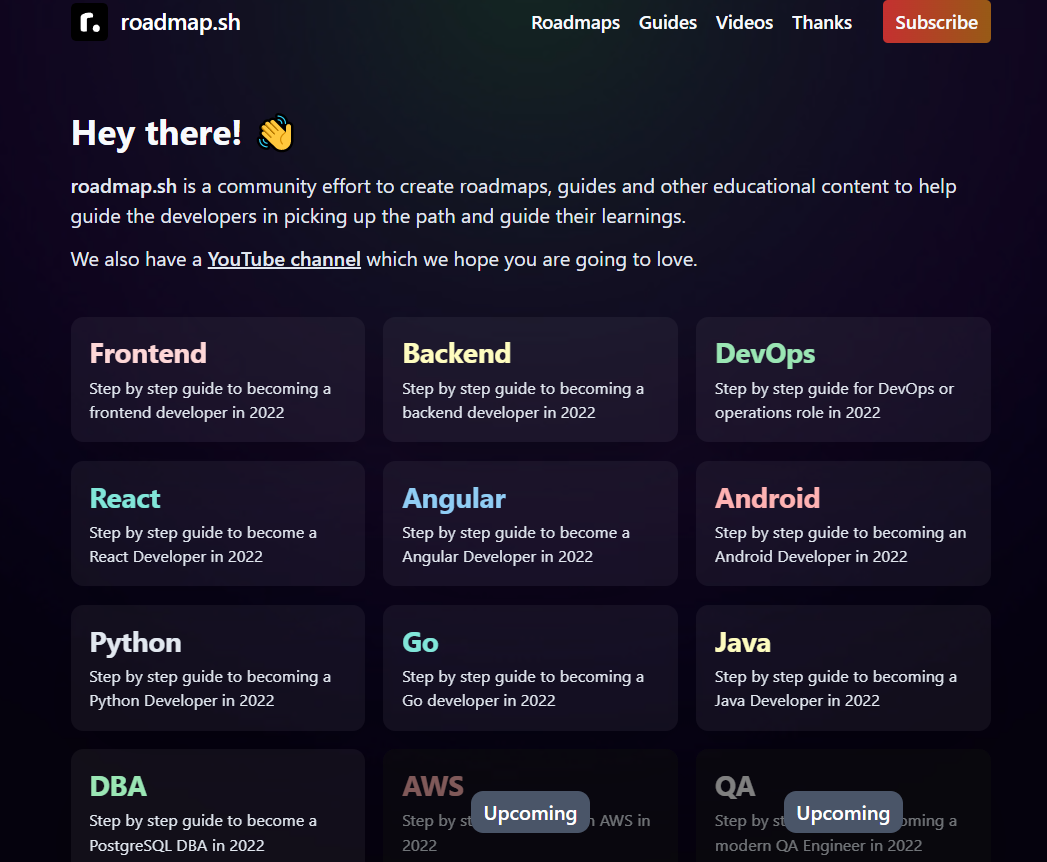 roadmap.sh Roadmaps Guides Videos Thanks Subscribe
Hey there! 👋
roadmap.sh is a community effort to create roadmaps, guides and other educational content to help
guide the developers in picking up the path and guide their learnings.
We also have a YouTube channel which we hope you are going to love.
Frontend
Step by step guide to becoming a
frontend developer in 2022
Backend
Step by step guide to becoming a
backend developer in 2022
DevOps
Step by step guide for DevOps or
operations role in 2022
React
Step by step guide to become a
React Developer in 2022
Angular
Step by step guide to become a
Angular Developer in 2022
Android
Step by step guide to becoming an
Android Developer in 2022
Python
Step by step guide to becoming a
Python Developer in 2022
Go
Step by step guide to becoming a
Go developer in 2022
Java
Step by step guide to becoming a
Java Developer in 2022
DBA
Step by step guide to become a
PostgreSQL DBA in 2022
AWS
Upcoming
Step by AWS in
2022
QA
Upcoming
Step by a
modern QA Engineer in 2022